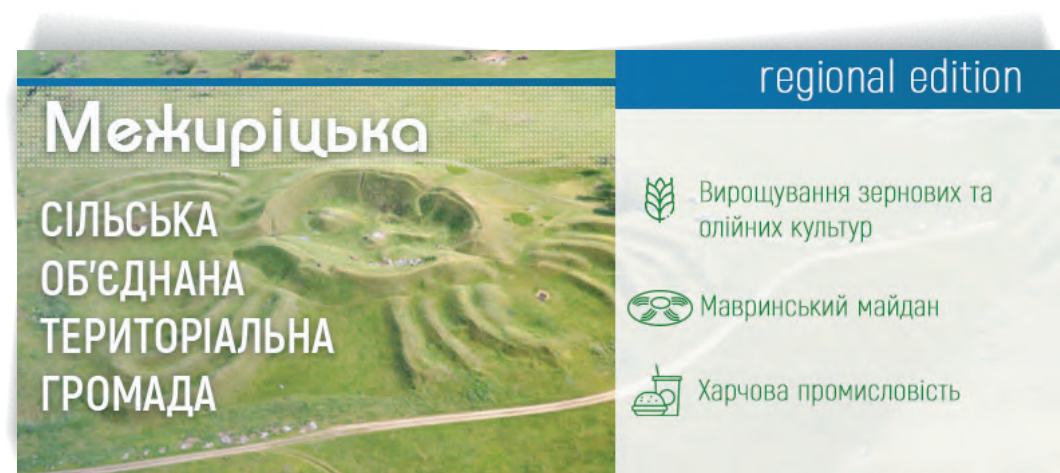 Межиріцька
СІЛЬСЬКА
ОБ'ЄДНАНА
ТЕРИТОРІАЛЬНА
ГРОМАДА
regional edition
Вирощування зернових та
олійних культур
Мавринський майдан
Харчова промисловість